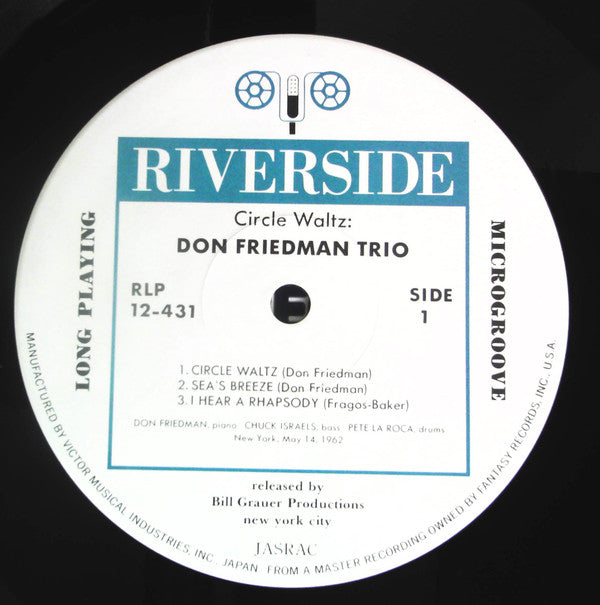 RIVERSIDE
Circle Waltz:
DON FRIEDMAN TRIO
RLP
12-431
SIDE
1
LONG PLAYING
MICROGROOVE
1. CIRCLE WALTZ (Don Friedman)
2. SEA'S BREEZE (Don Friedman)
3. I HEAR A RHAPSODY (Fragos-Baker)
DON FRIEDMAN, piano CHUCK ISRAELS, bass PETE LA ROCA, drums
New York, May 14, 1962
released by
Bill Grauer Productions
new york city
JASRAC
MANUFACTURED BY VICTOR MUSICAL INDUSTRIES, INC., JAPAN. FROM A MASTER RECORDING OWNED BY FANTASY RECORDS, INC., U.S.A.